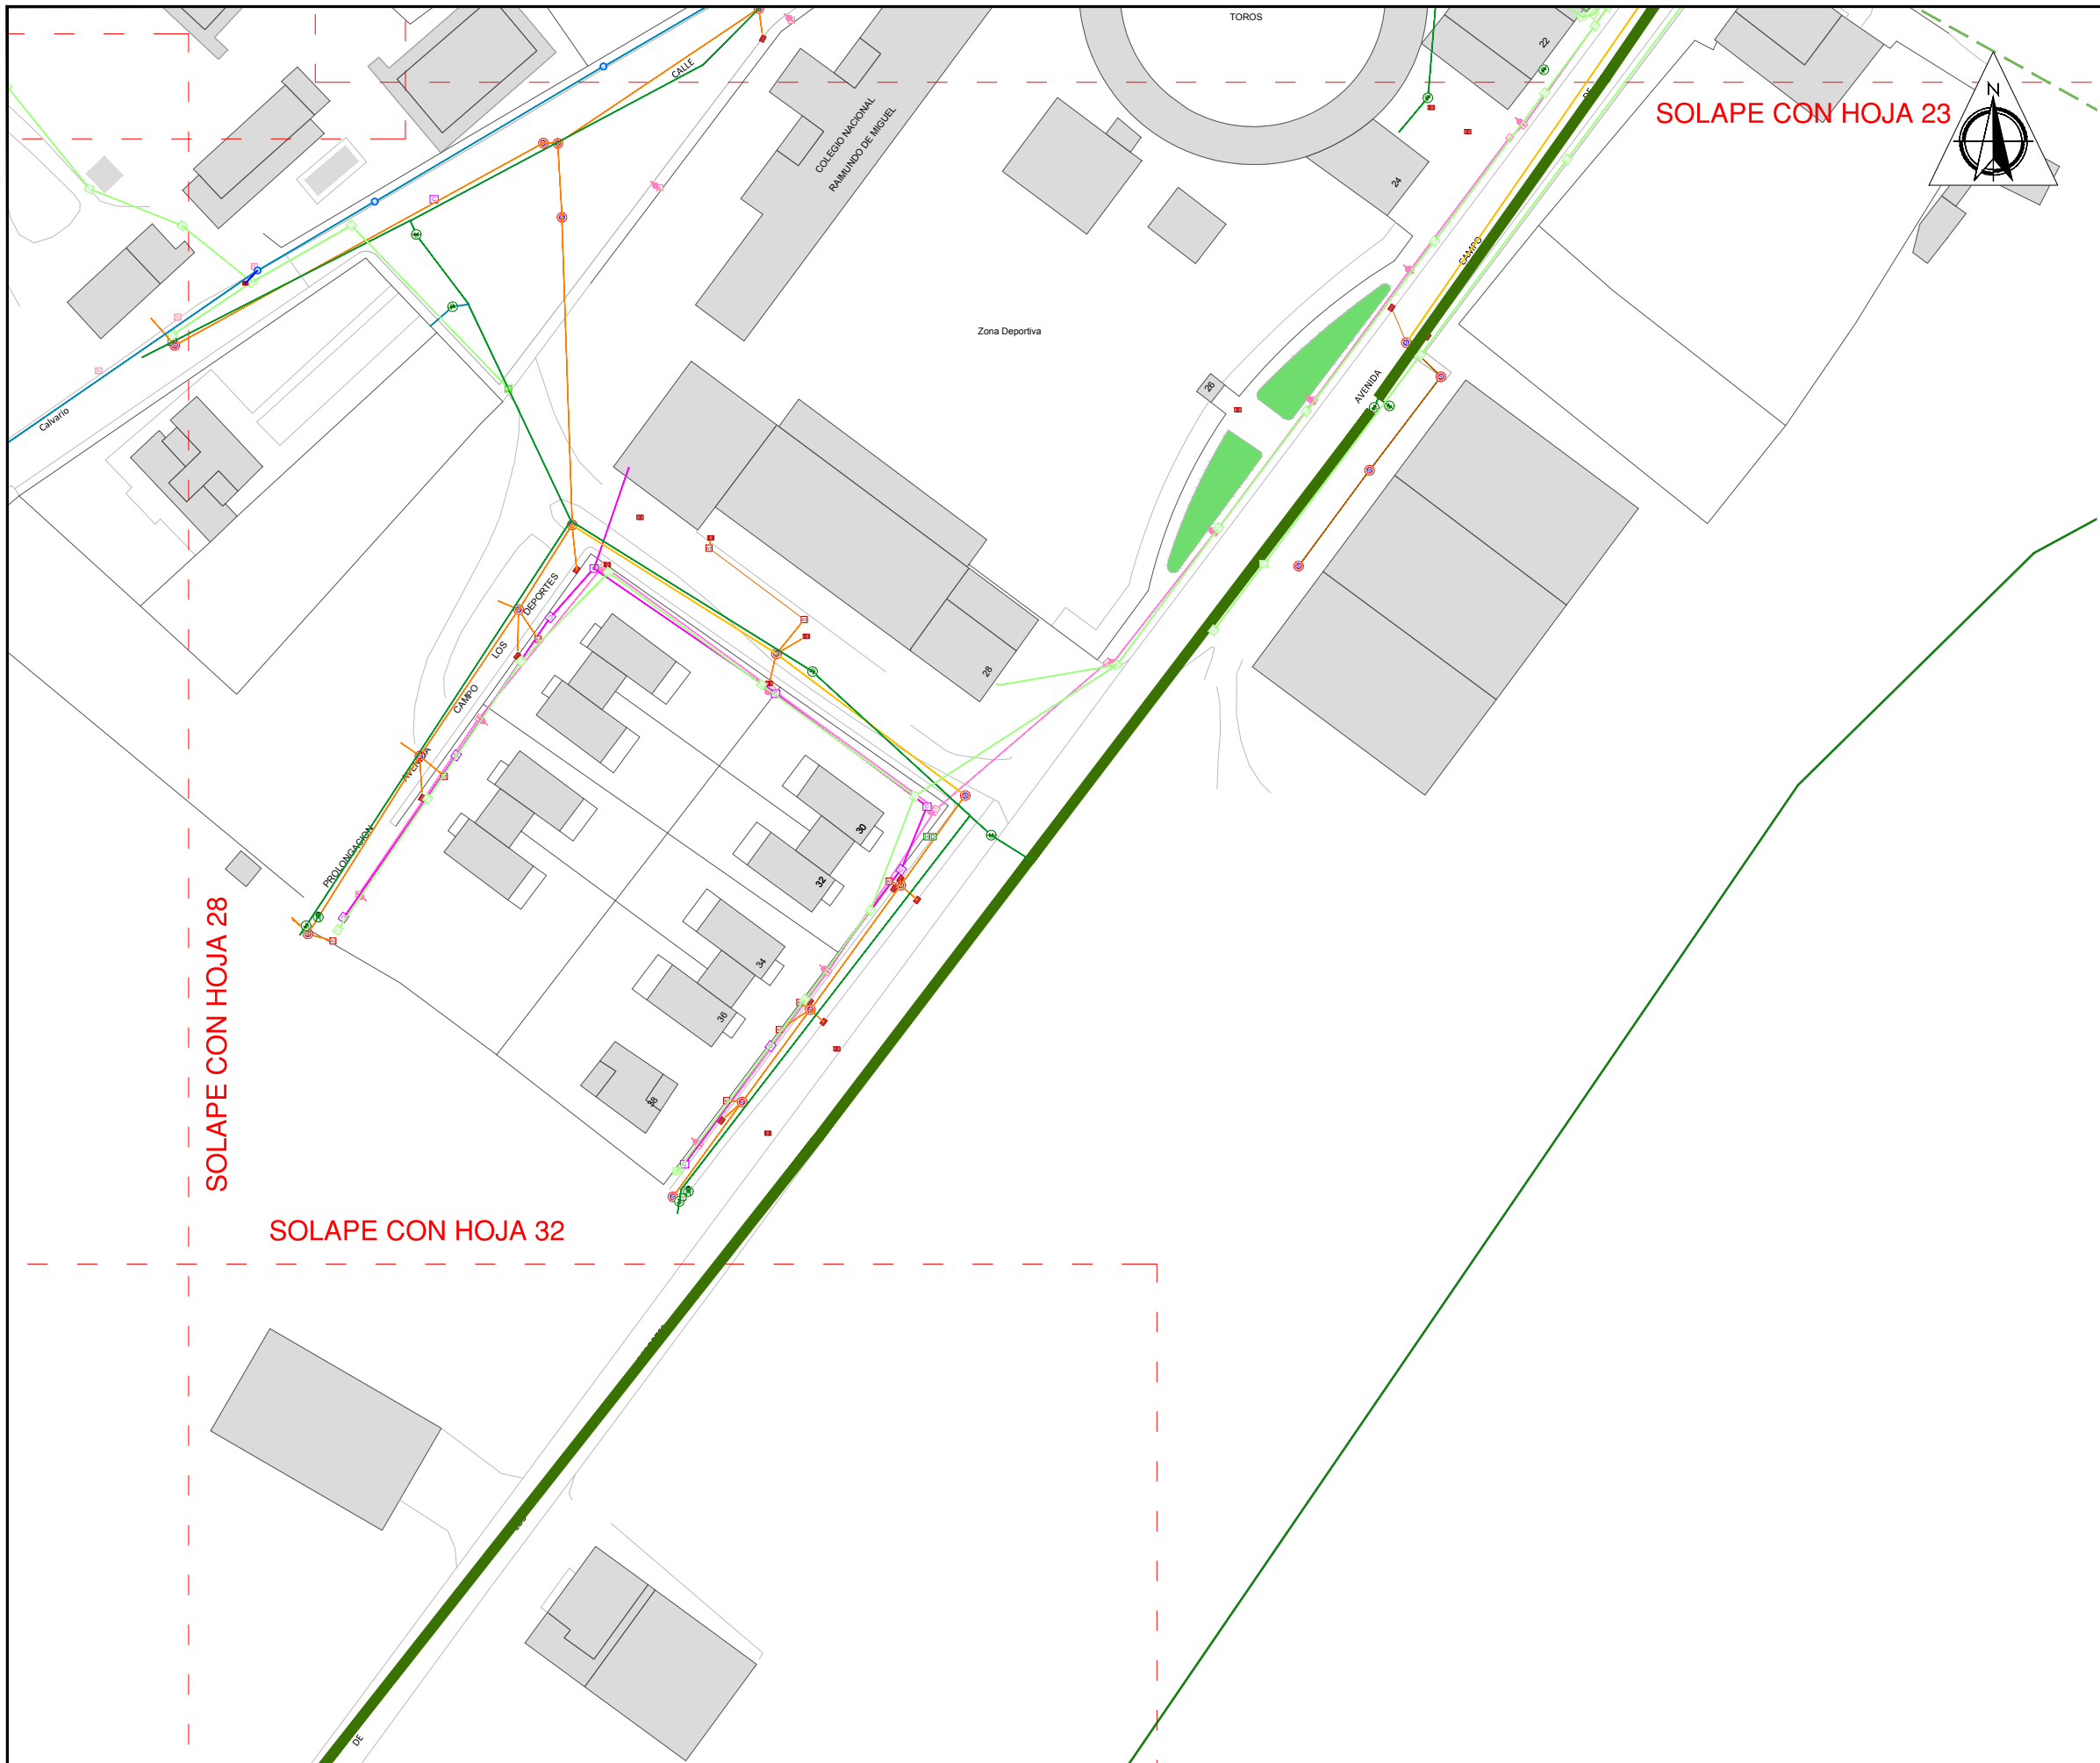 TOROS
22
CALLE
DE
SOLAPE CON HOJA 23
N
COLEGIO NACIONAL
RAIMUNDO DE MIGUEL
24
CAMPO
Zona Deportiva
26
AVENIDA
Calvario
DEPORTES
LOS
28
CAMPO
AVENIDA
30
PROLONGACION
32
34
36
38
SOLAPE CON HOJA 28
SOLAPE CON HOJA 32
DE